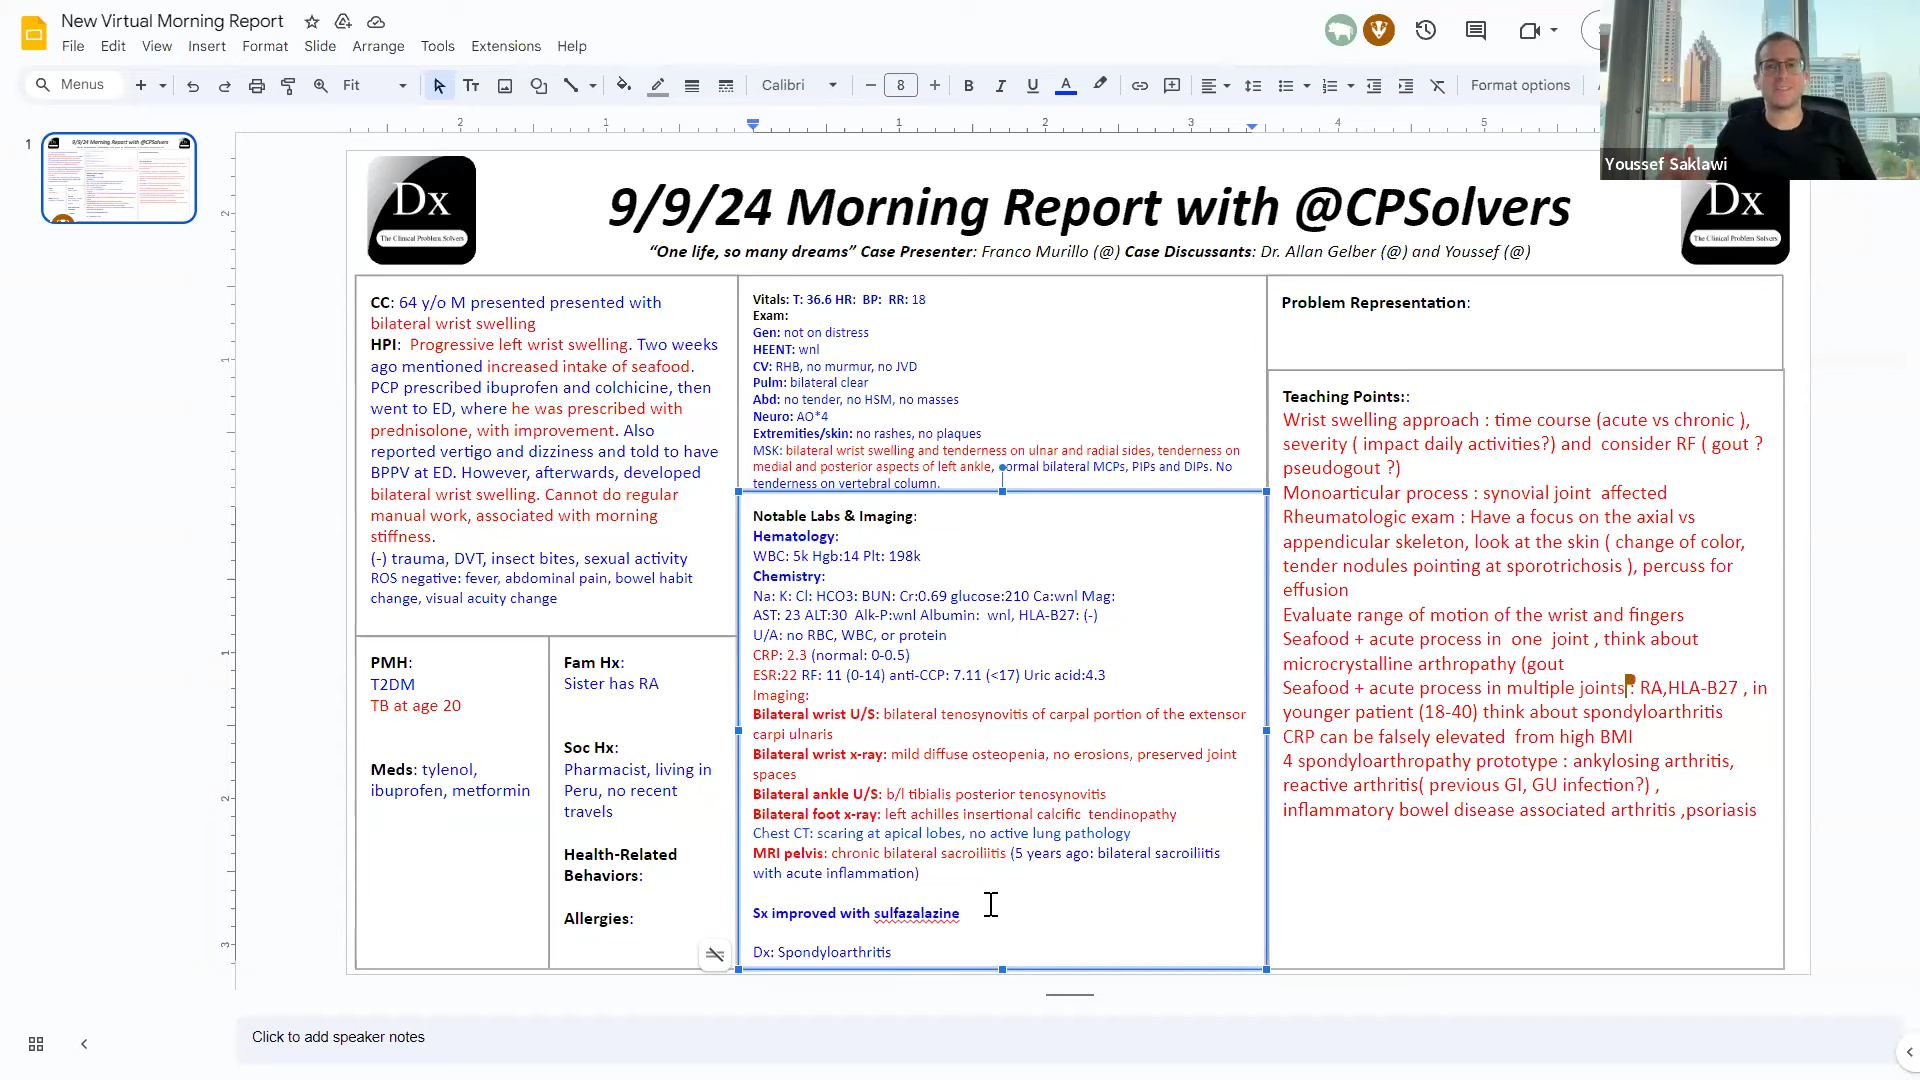 New Virtual Morning Report
File Edit View Insert Format Slide Arrange Tools Extensions Help
Menus
Fit
Calibri
8
Format options
Youssef Saklawi
2 1 1 2 3 4 5
1
Dx
The Clinical Problem Solvers
9/9/24 Morning Report with @CPSolvers
“One life, so many dreams” Case Presenter: Franco Murillo (@) Case Discussants: Dr. Allan Gelber (@) and Youssef (@)
Dx
The Clinical Problem Solvers
CC: 64 y/o M presented presented with
bilateral wrist swelling
HPI: Progressive left wrist swelling. Two weeks
ago mentioned increased intake of seafood.
PCP prescribed ibuprofen and colchicine, then
went to ED, where he was prescribed with
prednisolone, with improvement. Also
reported vertigo and dizziness and told to have
BPPV at ED. However, afterwards, developed
bilateral wrist swelling. Cannot do regular
manual work, associated with morning
stiffness.
(-) trauma, DVT, insect bites, sexual activity
ROS negative: fever, abdominal pain, bowel habit
change, visual acuity change
PMH:
T2DM
TB at age 20
Meds: tylenol,
ibuprofen, metformin
Fam Hx:
Sister has RA
Soc Hx:
Pharmacist, living in
Peru, no recent
travels
Health-Related
Behaviors:
Allergies:
Vitals: T: 36.6 HR: BP: RR: 18
Exam:
Gen: not on distress
HEENT: wnl
CV: RHB, no murmur, no JVD
Pulm: bilateral clear
Abd: no tender, no HSM, no masses
Neuro: AO*4
Extremities/skin: no rashes, no plaques
MSK: bilateral wrist swelling and tenderness on ulnar and radial sides, tenderness on
medial and posterior aspects of left ankle, ormal bilateral MCPs, PIPs and DIPs. No
tenderness on vertebral column.
Notable Labs & Imaging:
Hematology:
WBC: 5k Hgb:14 Plt: 198k
Chemistry:
Na: K: Cl: HCO3: BUN: Cr:0.69 glucose:210 Ca:wnl Mag:
AST: 23 ALT:30 Alk-P:wnl Albumin: wnl, HLA-B27: (-)
U/A: no RBC, WBC, or protein
CRP: 2.3 (normal: 0-0.5)
ESR:22 RF: 11 (0-14) anti-CCP: 7.11 (<17) Uric acid:4.3
Imaging:
Bilateral wrist U/S: bilateral tenosynovitis of carpal portion of the extensor
carpi ulnaris
Bilateral wrist x-ray: mild diffuse osteopenia, no erosions, preserved joint
spaces
Bilateral ankle U/S: b/l tibialis posterior tenosynovitis
Bilateral foot x-ray: left achilles insertional calcific tendinopathy
Chest CT: scaring at apical lobes, no active lung pathology
MRI pelvis: chronic bilateral sacroiliitis (5 years ago: bilateral sacroiliitis
with acute inflammation)
Sx improved with sulfazalazine
Dx: Spondyloarthritis
Problem Representation:
Teaching Points::
Wrist swelling approach : time course (acute vs chronic ),
severity ( impact daily activities?) and consider RF ( gout ?
pseudogout ?)
Monoarticular process : synovial joint affected
Rheumatologic exam : Have a focus on the axial vs
appendicular skeleton, look at the skin ( change of color,
tender nodules pointing at sporotrichosis ), percuss for
effusion
Evaluate range of motion of the wrist and fingers
Seafood + acute process in one joint , think about
microcrystalline arthropathy (gout
Seafood + acute process in multiple joints : RA,HLA-B27 , in
younger patient (18-40) think about spondyloarthritis
CRP can be falsely elevated from high BMI
4 spondyloarthropathy prototype : ankylosing arthritis,
reactive arthritis( previous GI, GU infection?) ,
inflammatory bowel disease associated arthritis ,psoriasis
2
1
1
2
3
Click to add speaker notes